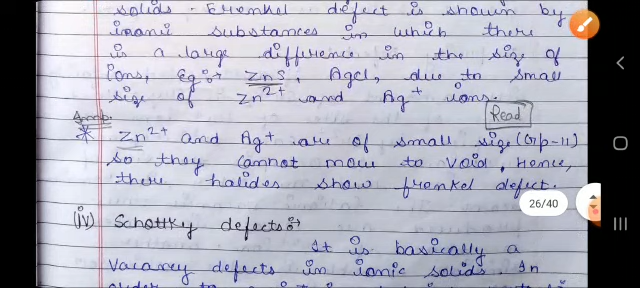 solids. Frenkel defect is shown by
ionic substances in which there
is a large difference in the size of
ions, Eg:→ ZnS, AgCl, due to small
size of Zn2+ and Ag+ ions.
Read
* Zn2+ and Ag+ are of small size (Grp-11)
so they cannot move to void, Hence,
there halides show frenkel defect.
26/40
(iv) Schottky defects:→
It is basically a
vacancy defects in ionic solids. In